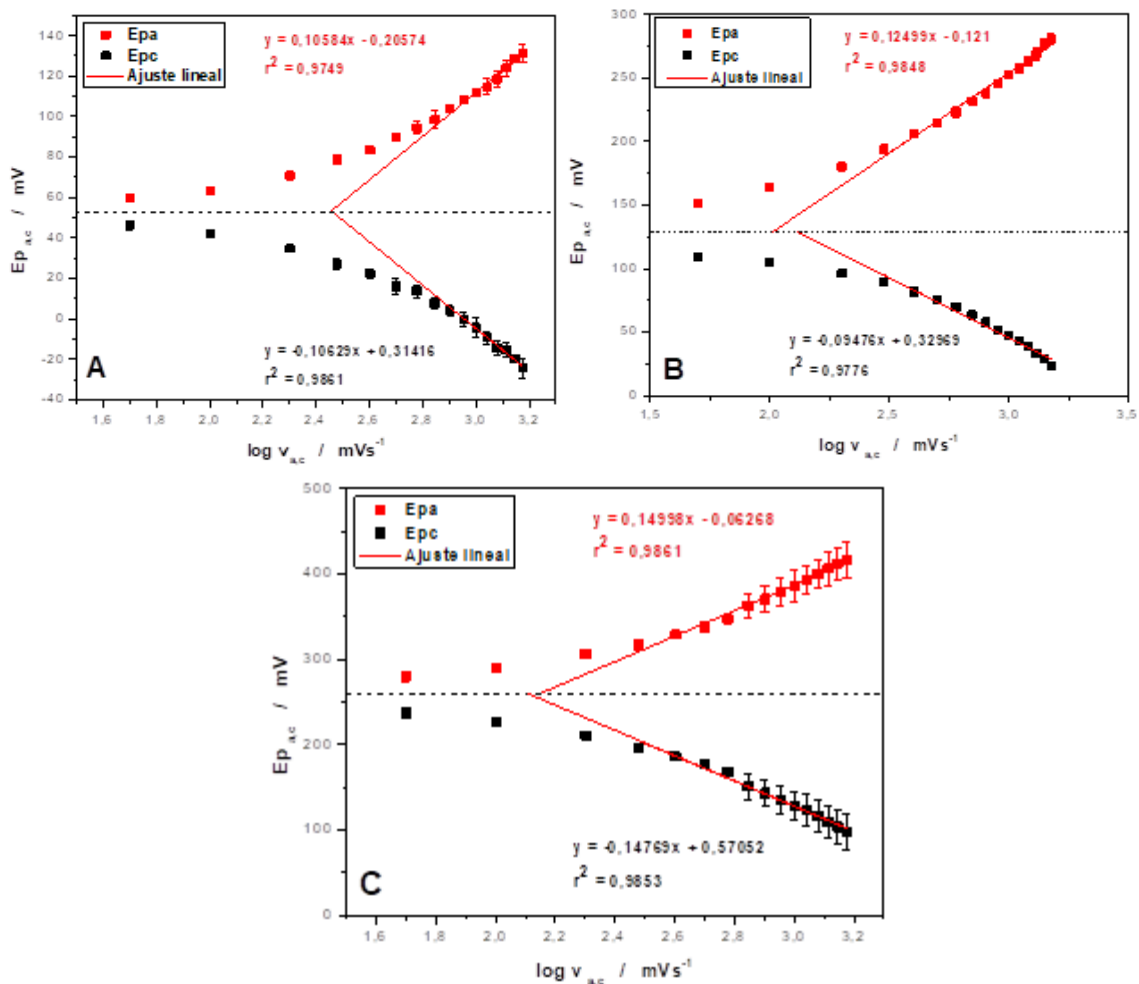 Epa
Epc
Ajuste lineal
y = 0,10584x - 0,20574
r² = 0,9749
y = -0,10629x + 0,31416
r² = 0,9861
A
Ep a,c / mV
140
120
100
80
60
40
20
0
-20
-40
1,6
1,8
2,0
2,2
2,4
2,6
2,8
3,0
3,2
log v a,c / mVs⁻¹
Epa
Epc
Ajuste lineal
y = 0,12499x - 0,121
r² = 0,9848
y = -0,09476x + 0,32969
r² = 0,9776
B
Ep a,c / mV
300
250
200
150
100
50
0
1,5
2,0
2,5
3,0
3,5
log v a,c / mVs⁻¹
Epa
Epc
Ajuste lineal
y = 0,14998x - 0,06268
r² = 0,9861
y = -0,14769x + 0,57052
r² = 0,9853
C
Ep a,c / mV
500
400
300
200
100
0
1,6
1,8
2,0
2,2
2,4
2,6
2,8
3,0
3,2
log v a,c / mVs⁻¹